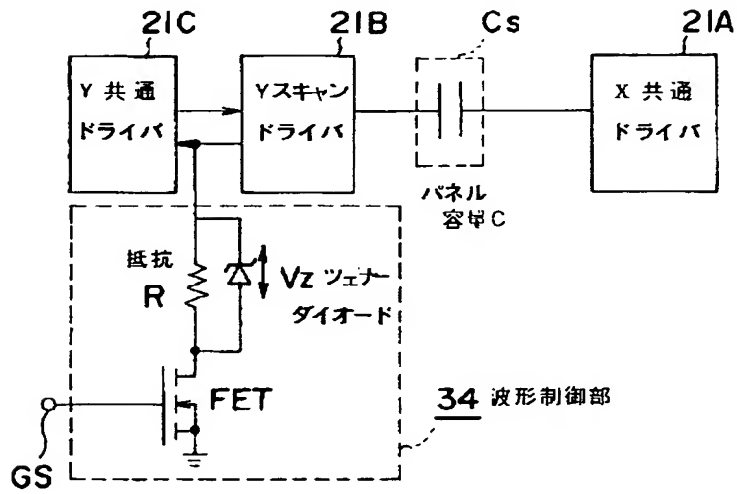 21C
21B
Cs
21A
Y 共通
ドライバ
Yスキャン
ドライバ
X 共通
ドライバ
パネル
容量C
抵抗
R
Vz ツェナー
ダイオード
FET
GS
34 波形制御部